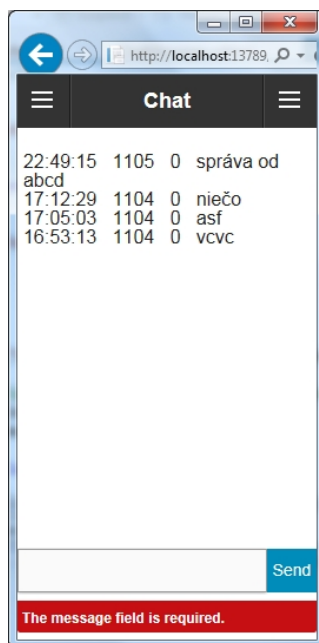 http://localhost:13789
Chat
22:49:15 1105 0 správa od
abcd
17:12:29 1104 0 niečo
17:05:03 1104 0 asf
16:53:13 1104 0 vcvc
Send
The message field is required.